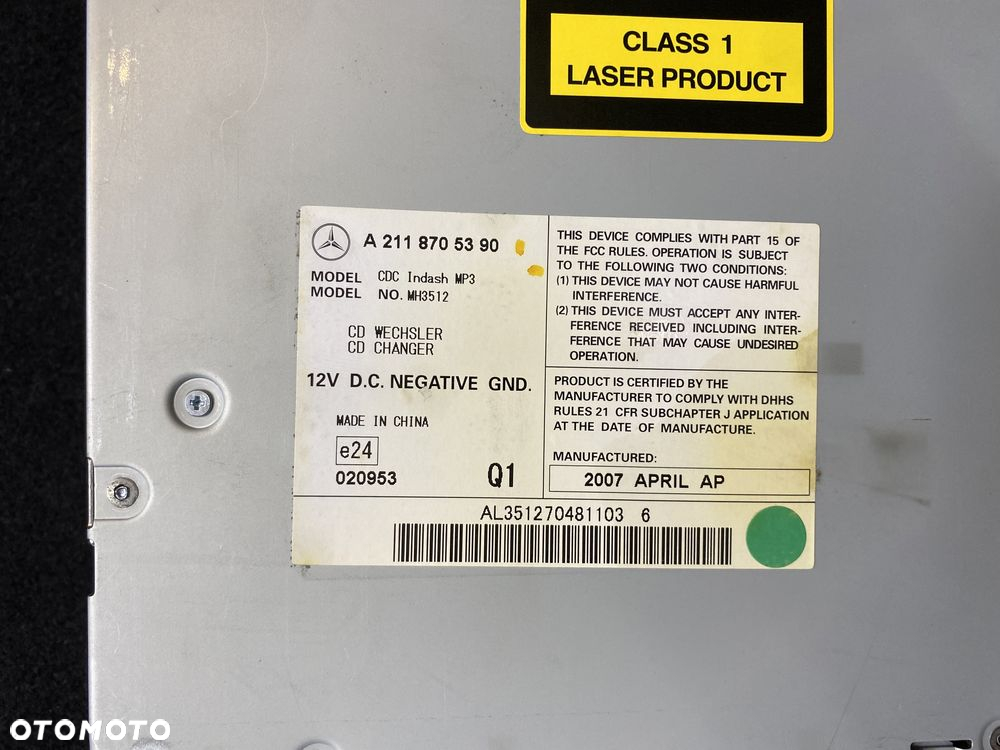 CLASS 1
LASER PRODUCT
A 211 870 53 90
MODEL CDC Indash MP3
MODEL NO. MH3512
CD WECHSLER
CD CHANGER
12V D.C. NEGATIVE GND.
MADE IN CHINA
e24
020953 Q1
THIS DEVICE COMPLIES WITH PART 15 OF
THE FCC RULES. OPERATION IS SUBJECT
TO THE FOLLOWING TWO CONDITIONS:
(1) THIS DEVICE MAY NOT CAUSE HARMFUL
INTERFERENCE.
(2) THIS DEVICE MUST ACCEPT ANY INTER-
FERENCE RECEIVED INCLUDING INTER-
FERENCE THAT MAY CAUSE UNDESIRED
OPERATION.
PRODUCT IS CERTIFIED BY THE
MANUFACTURER TO COMPLY WITH DHHS
RULES 21 CFR SUBCHAPTER J APPLICATION
AT THE DATE OF MANUFACTURE.
MANUFACTURED:
2007 APRIL AP
AL351270481103 6
OTOMOTO